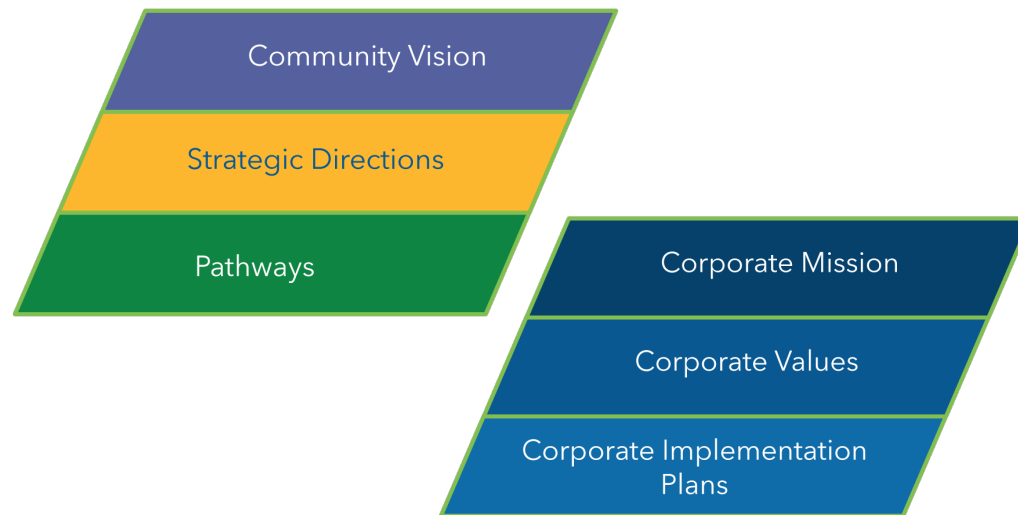 Community Vision
Strategic Directions
Pathways
Corporate Mission
Corporate Values
Corporate Implementation
Plans